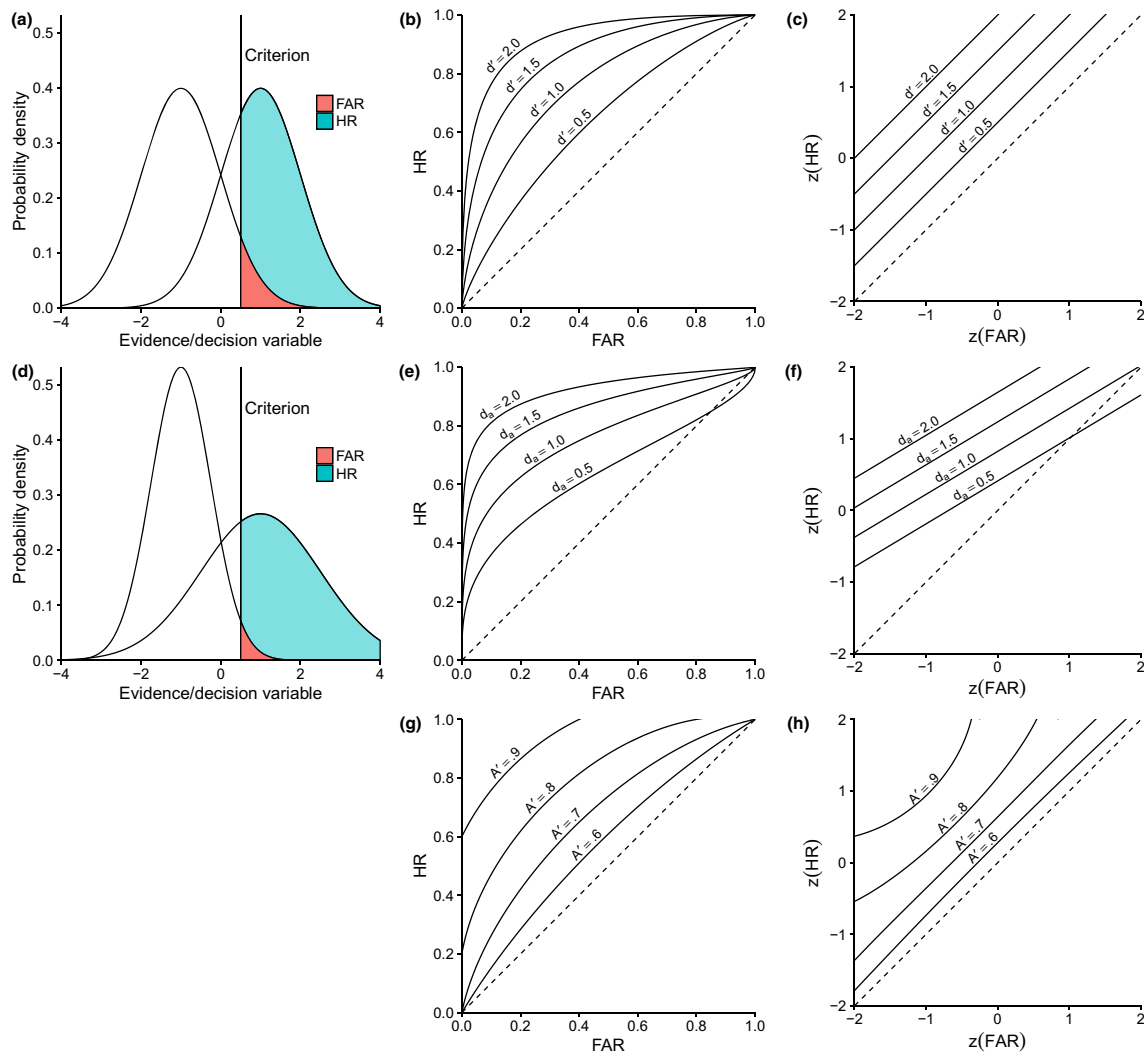 (a)
0.5
0.4
0.3
0.2
0.1
0.0
Probability density
Criterion
FAR
HR
−4 −2 0 2 4
Evidence/decision variable
(b)
1.0
0.8
0.6
0.4
0.2
0.0
HR
d′ = 2.0
d′ = 1.5
d′ = 1.0
d′ = 0.5
0.0 0.2 0.4 0.6 0.8 1.0
FAR
(c)
2
1
0
−1
−2
z(HR)
d′ = 2.0
d′ = 1.5
d′ = 1.0
d′ = 0.5
−2 −1 0 1 2
z(FAR)
(d)
0.5
0.4
0.3
0.2
0.1
0.0
Probability density
Criterion
FAR
HR
−4 −2 0 2 4
Evidence/decision variable
(e)
1.0
0.8
0.6
0.4
0.2
0.0
HR
dₐ = 2.0
dₐ = 1.5
dₐ = 1.0
dₐ = 0.5
0.0 0.2 0.4 0.6 0.8 1.0
FAR
(f)
2
1
0
−1
−2
z(HR)
dₐ = 2.0
dₐ = 1.5
dₐ = 1.0
dₐ = 0.5
−2 −1 0 1 2
z(FAR)
(g)
1.0
0.8
0.6
0.4
0.2
0.0
HR
A′ = .9
A′ = .8
A′ = .7
A′ = .6
0.0 0.2 0.4 0.6 0.8 1.0
FAR
(h)
2
1
0
−1
−2
z(HR)
A′ = .9
A′ = .8
A′ = .7
A′ = .6
−2 −1 0 1 2
z(FAR)